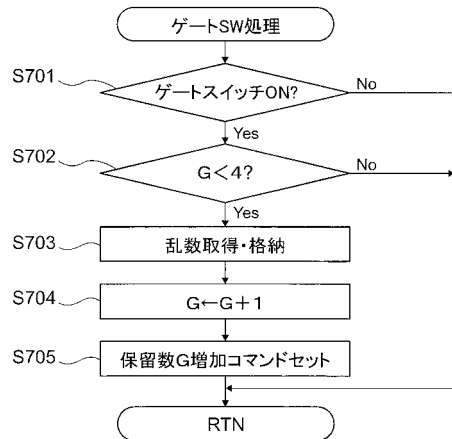 ゲートSW処理
S701
ゲートスイッチON?
No
Yes
S702
G<4?
No
Yes
S703
乱数取得・格納
S704
G←G+1
S705
保留数G増加コマンドセット
RTN